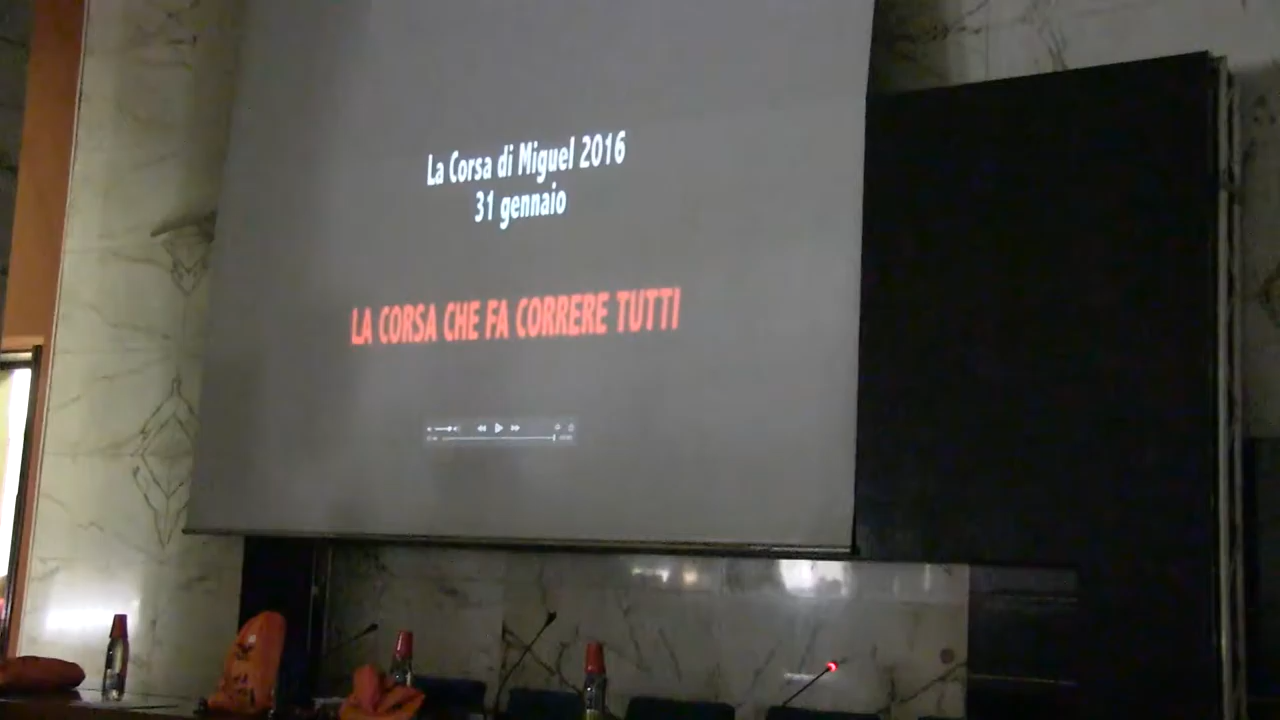 La Corsa di Miguel 2016
31 gennaio
LA CORSA CHE FA CORRERE TUTTI